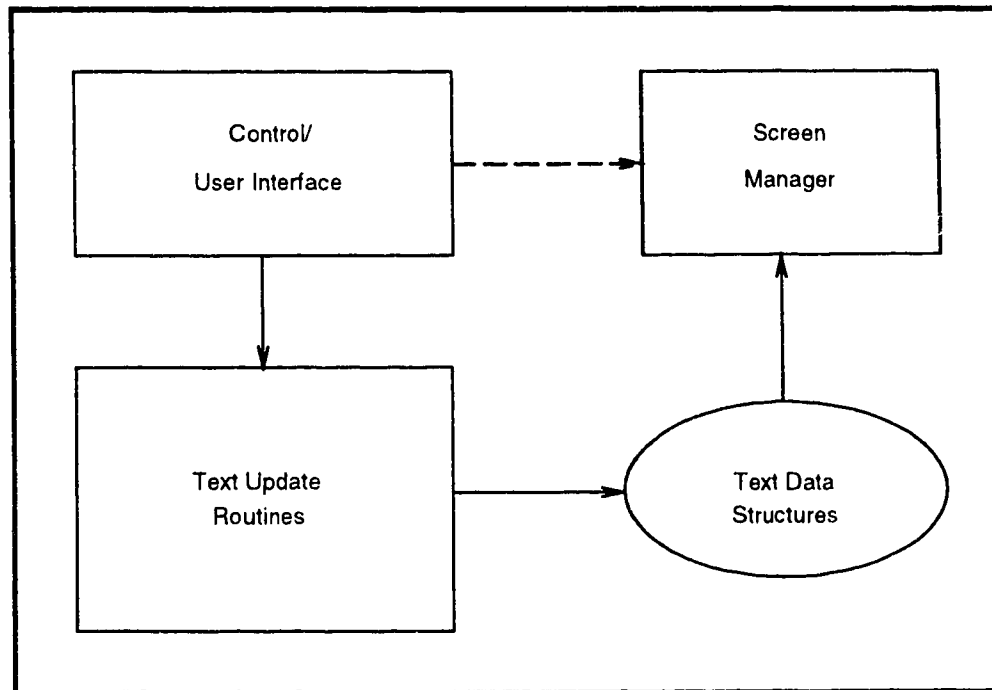 Control/
User Interface
Screen
Manager
Text Update
Routines
Text Data
Structures